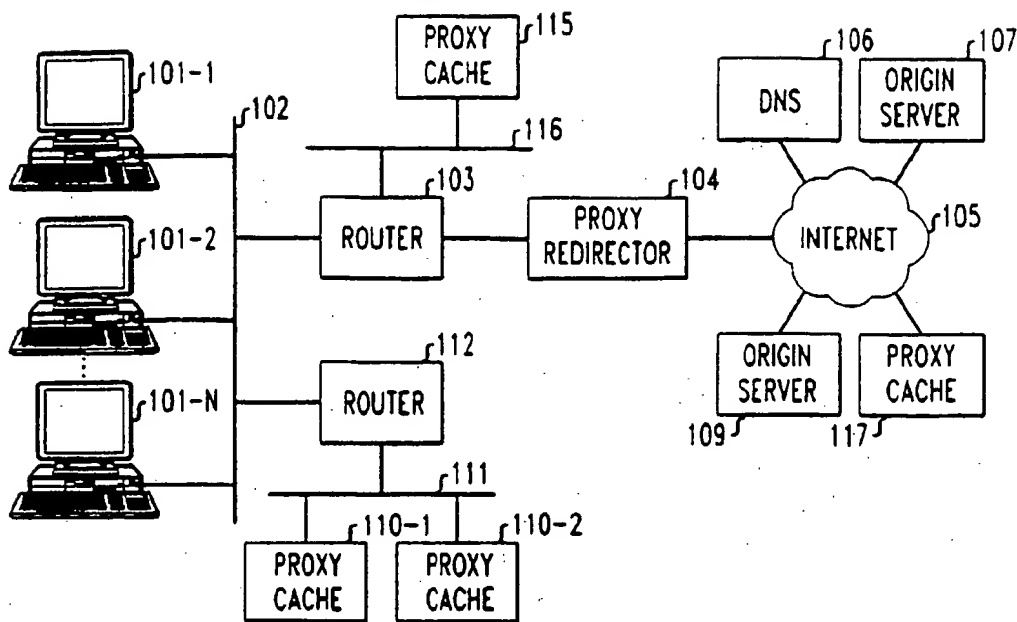 101-1
102
PROXY
CACHE
115
116
106
DNS
107
ORIGIN
SERVER
101-2
103
ROUTER
104
PROXY
REDIRECTOR
INTERNET
105
101-N
112
ROUTER
ORIGIN
SERVER
109
PROXY
CACHE
117
111
110-1
PROXY
CACHE
110-2
PROXY
CACHE